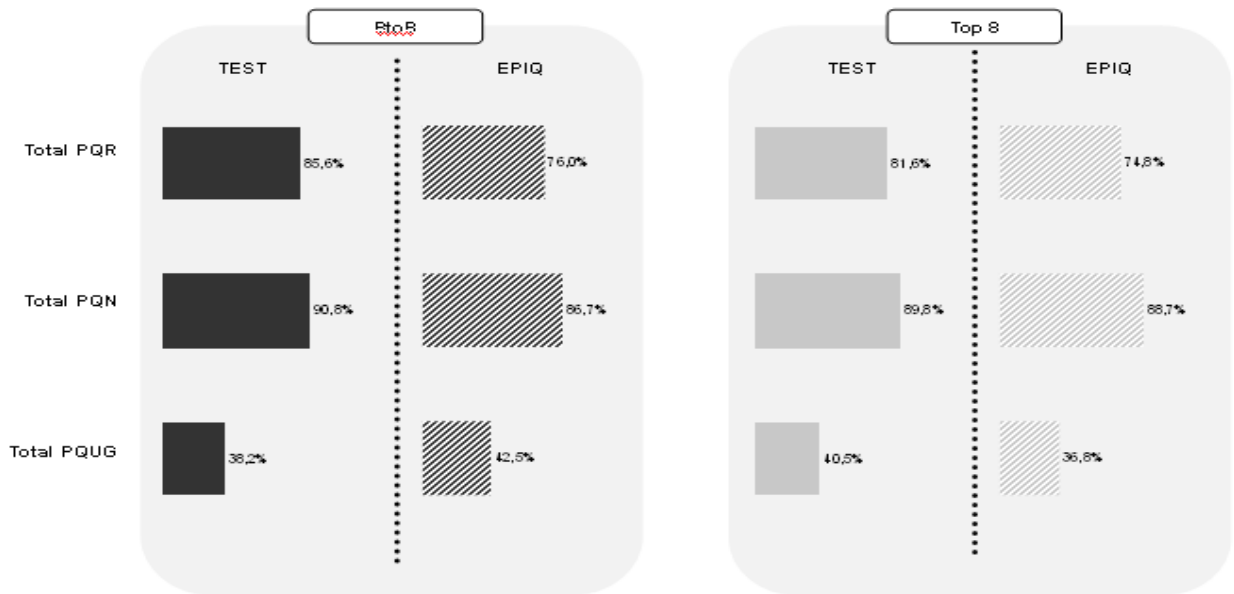 BtoB
TEST EPIQ
Total PQR 85,6% 76,0%
Total PQN 90,8% 86,7%
Total PQUG 38,2% 42,5%
Top 8
TEST EPIQ
81,6% 74,8%
89,8% 88,7%
40,5% 36,8%